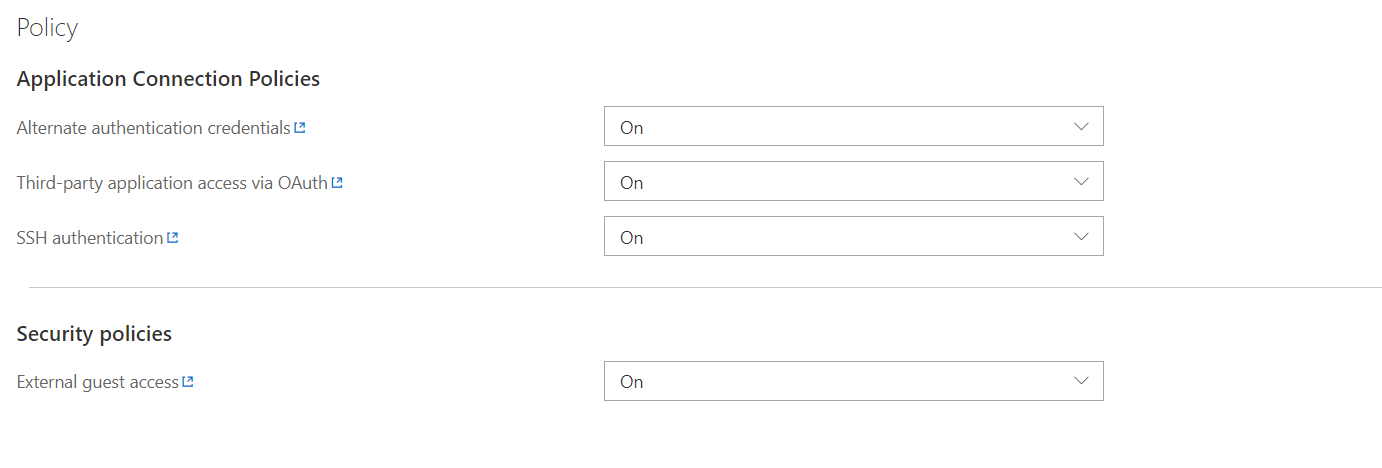 Policy
Application Connection Policies
Alternate authentication credentials
On
Third-party application access via OAuth
On
SSH authentication
On
Security policies
External guest access
On